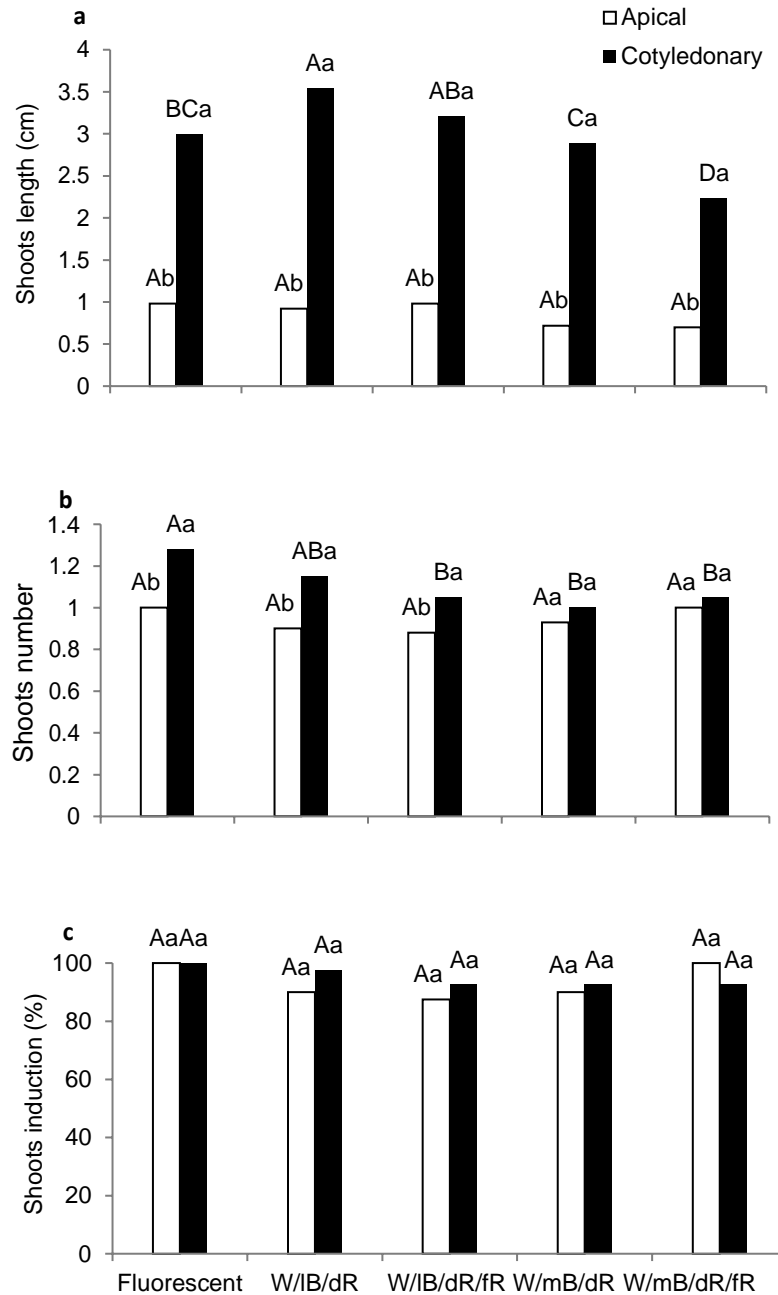 a
Apical
Cotyledonary
Shoots length (cm)
4
3.5
3
2.5
2
1.5
1
0.5
0
BCa
Aa
ABa
Ca
Da
Ab
Ab
Ab
Ab
Ab
b
Shoots number
1.4
1.2
1
0.8
0.6
0.4
0.2
0
Aa
ABa
Ba
Ba
Ba
Ab
Ab
Ab
Aa
Aa
c
Shoots induction (%)
100
80
60
40
20
0
Aa Aa
Aa Aa
Aa Aa
Aa Aa
Aa Aa
Fluorescent W/lB/dR W/lB/dR/fR W/mB/dR W/mB/dR/fR